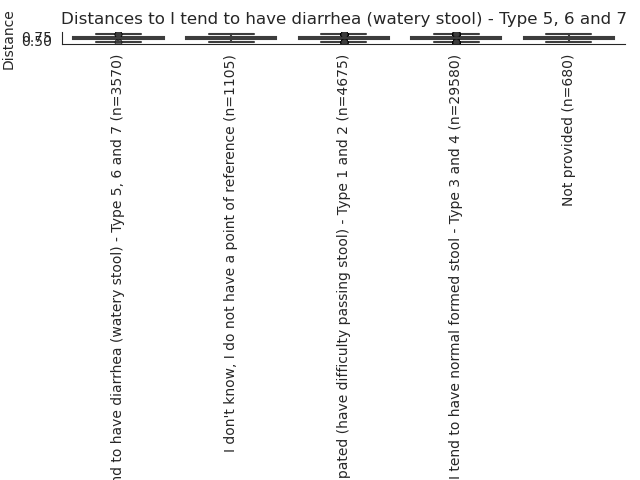 Distances to I tend to have diarrhea (watery stool) - Type 5, 6 and 7
Distance
0.75
0.50
nd to have diarrhea (watery stool) - Type 5, 6 and 7 (n=3570)
I don't know, I do not have a point of reference (n=1105)
pated (have difficulty passing stool) - Type 1 and 2 (n=4675)
I tend to have normal formed stool - Type 3 and 4 (n=29580)
Not provided (n=680)